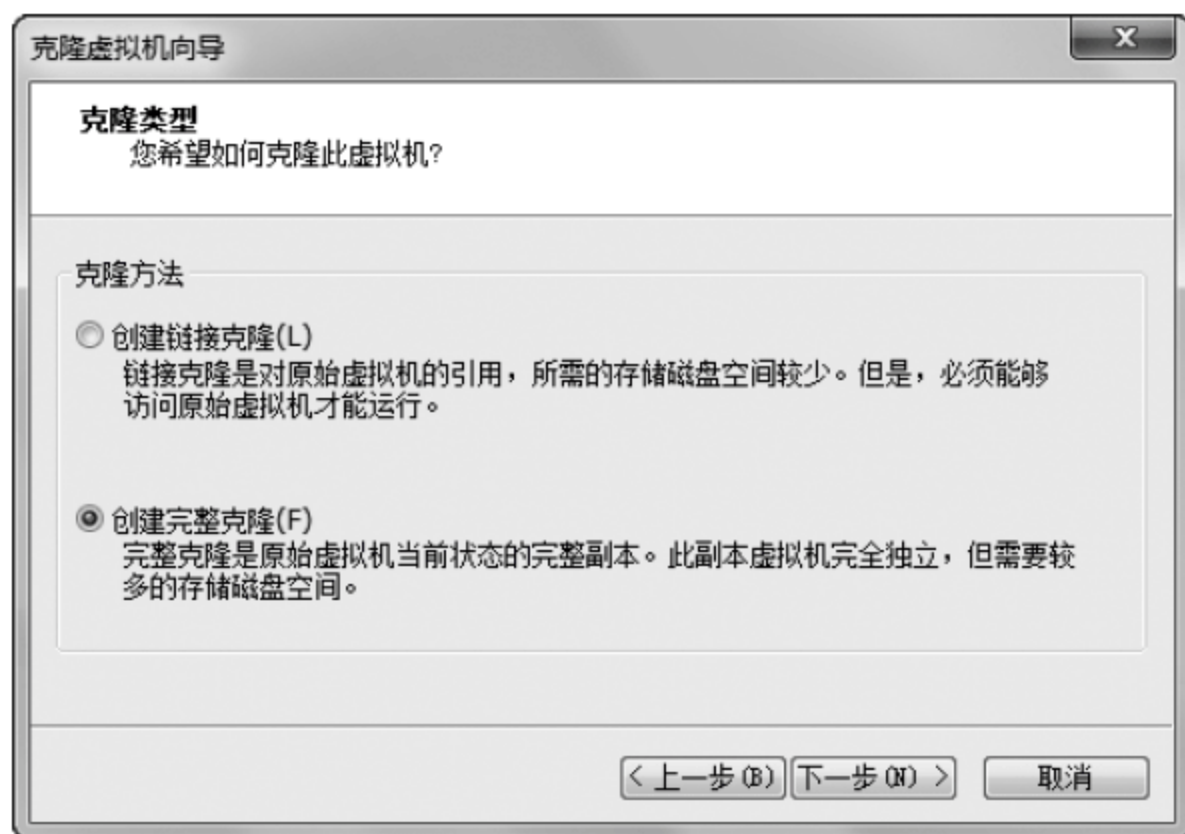 克隆虚拟机向导
克隆类型
您希望如何克隆此虚拟机?
克隆方法
创建链接克隆(L)
链接克隆是对原始虚拟机的引用，所需的存储磁盘空间较少。但是，必须能够
访问原始虚拟机才能运行。
创建完整克隆(F)
完整克隆是原始虚拟机当前状态的完整副本。此副本虚拟机完全独立，但需要较
多的存储磁盘空间。
< 上一步(B) 下一步(N) > 取消